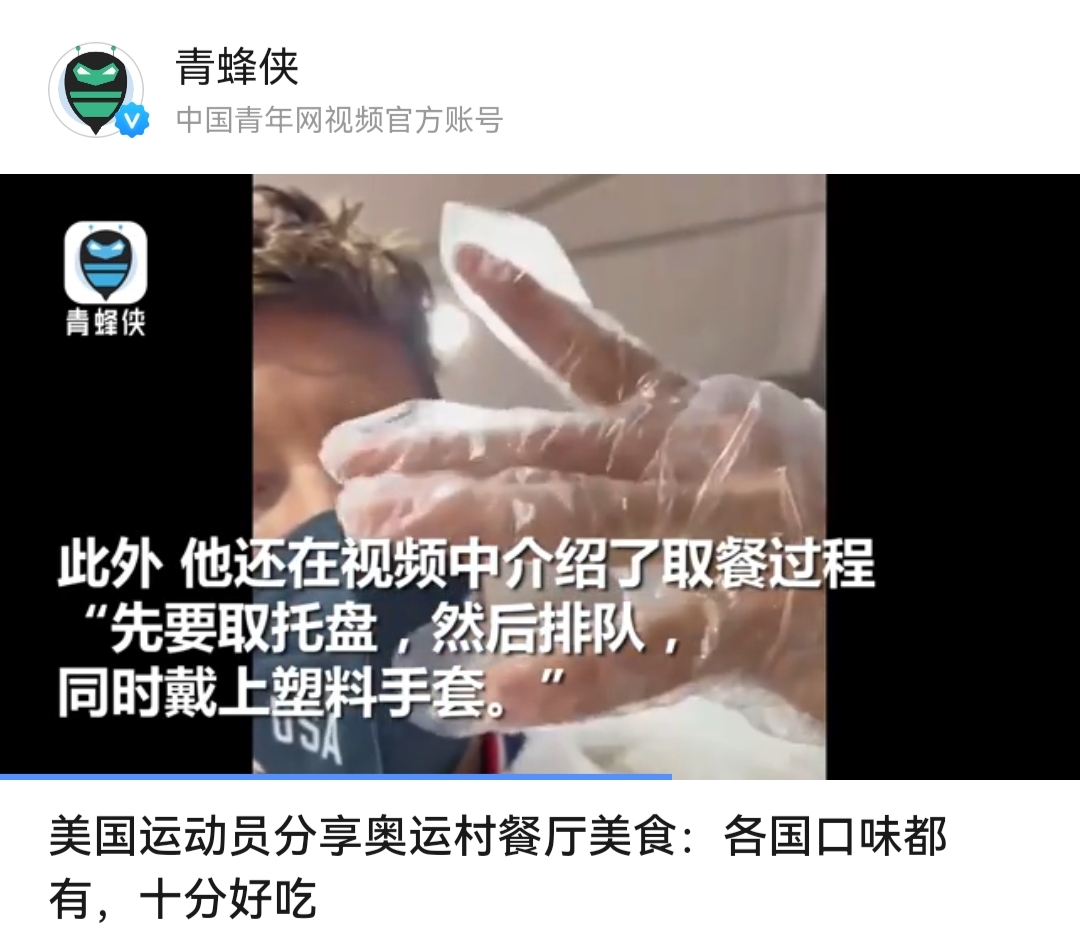 青蜂侠
中国青年网视频官方账号
青蜂侠
此外 他还在视频中介绍了取餐过程
“先要取托盘，然后排队，
同时戴上塑料手套。”
USA
美国运动员分享奥运村餐厅美食：各国口味都
有，十分好吃